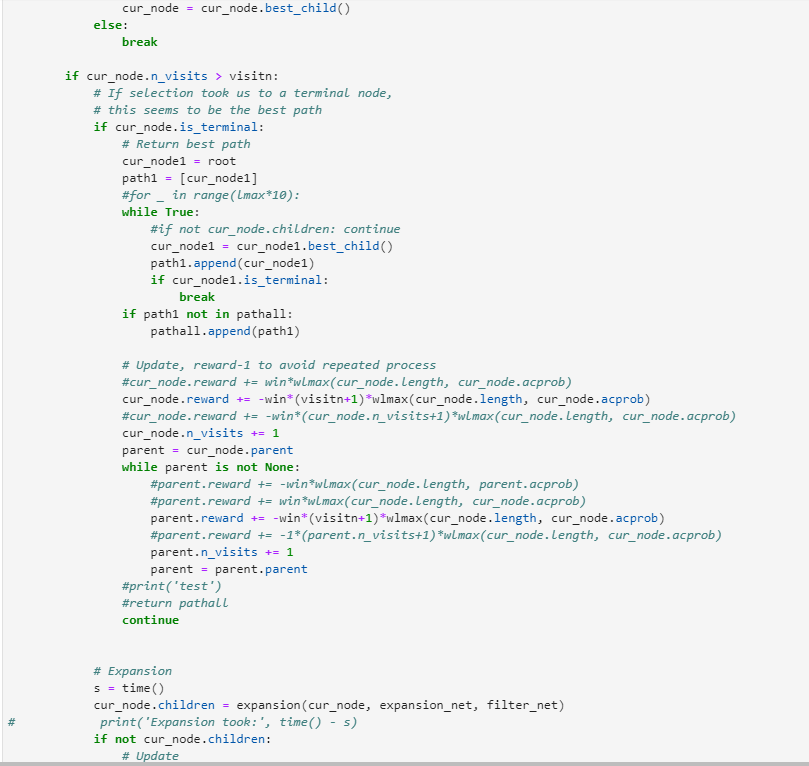 cur_node = cur_node.best_child()
else:
break
if cur_node.n_visits > visitn:
# If selection took us to a terminal node,
# this seems to be the best path
if cur_node.is_terminal:
# Return best path
cur_node1 = root
path1 = [cur_node1]
#for _ in range(lmax*10):
while True:
#if not cur_node.children: continue
cur_node1 = cur_node1.best_child()
path1.append(cur_node1)
if cur_node1.is_terminal:
break
if path1 not in pathall:
pathall.append(path1)
# Update, reward-1 to avoid repeated process
#cur_node.reward += win*wlmax(cur_node.length, cur_node.acprob)
cur_node.reward += -win*(visitn+1)*wlmax(cur_node.length, cur_node.acprob)
#cur_node.reward += -win*(cur_node.n_visits+1)*wlmax(cur_node.length, cur_node.acprob)
cur_node.n_visits += 1
parent = cur_node.parent
while parent is not None:
#parent.reward += -win*wlmax(cur_node.length, parent.acprob)
#parent.reward += win*wlmax(cur_node.length, cur_node.acprob)
parent.reward += -win*(visitn+1)*wlmax(cur_node.length, cur_node.acprob)
#parent.reward += -1*(parent.n_visits+1)*wlmax(cur_node.length, cur_node.acprob)
parent.n_visits += 1
parent = parent.parent
#print('test')
#return pathall
continue
# Expansion
s = time()
cur_node.children = expansion(cur_node, expansion_net, filter_net)
# print('Expansion took:', time() - s)
if not cur_node.children:
# Update